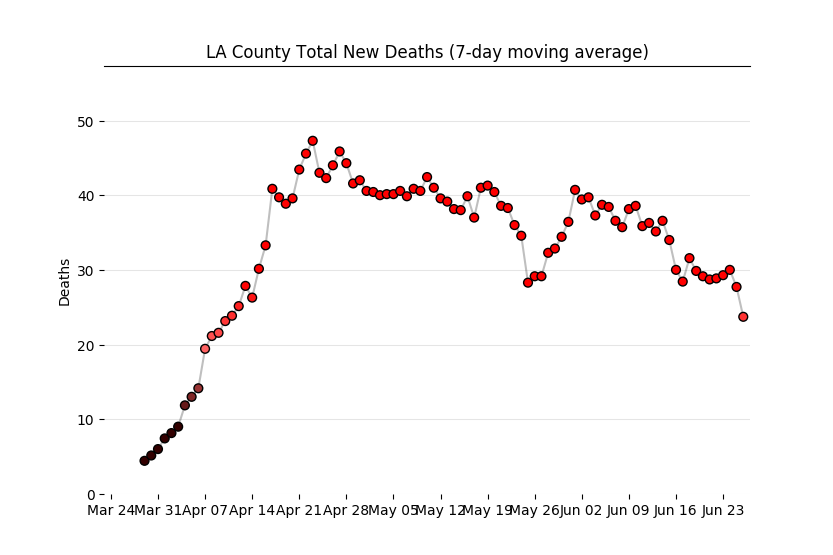 LA County Total New Deaths (7-day moving average)
50
40
30
20
10
0
Deaths
Mar 24 Mar 31 Apr 07 Apr 14 Apr 21 Apr 28 May 05 May 12 May 19 May 26 Jun 02 Jun 09 Jun 16 Jun 23